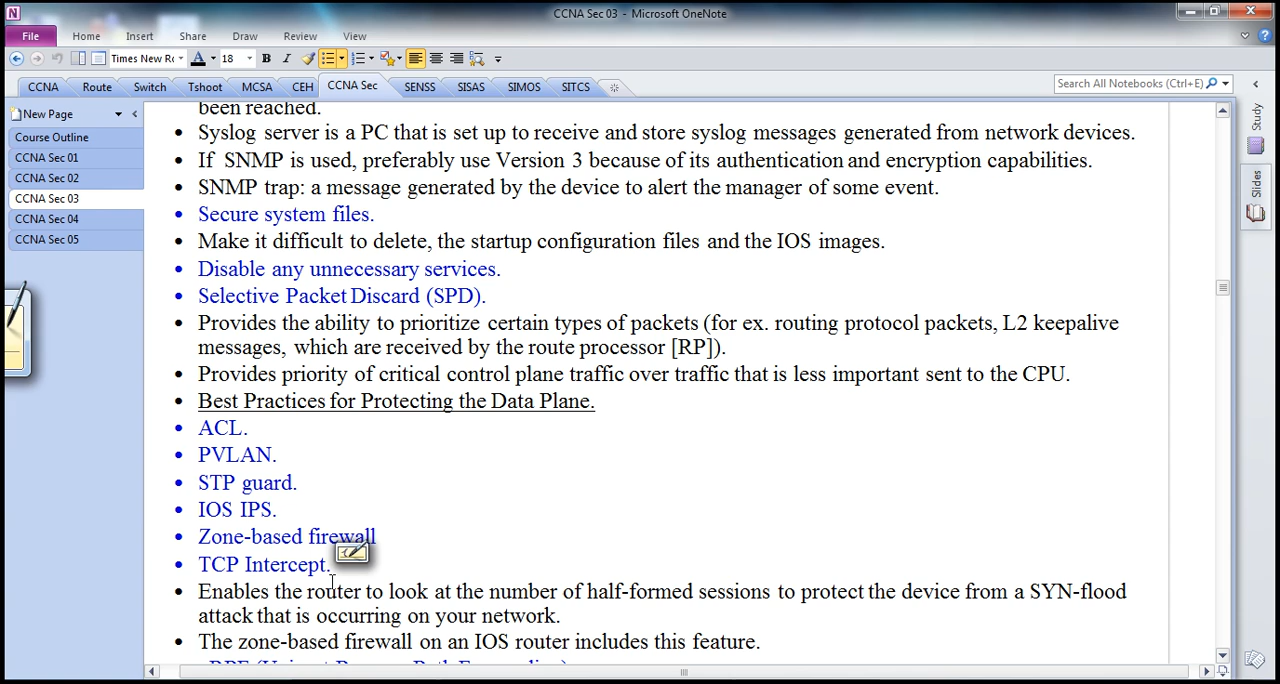 CCNA Sec 03 - Microsoft OneNote
File Home Insert Share Draw Review View
Times New Ro 18 B I
CCNA Route Switch Tshoot MCSA CEH CCNA Sec SENSS SISAS SIMOS SITCS
Search All Notebooks (Ctrl+E)
New Page
Course Outline
CCNA Sec 01
CCNA Sec 02
CCNA Sec 03
CCNA Sec 04
CCNA Sec 05
been reached.
• Syslog server is a PC that is set up to receive and store syslog messages generated from network devices.
• If SNMP is used, preferably use Version 3 because of its authentication and encryption capabilities.
• SNMP trap: a message generated by the device to alert the manager of some event.
• Secure system files.
• Make it difficult to delete, the startup configuration files and the IOS images.
• Disable any unnecessary services.
• Selective Packet Discard (SPD).
• Provides the ability to prioritize certain types of packets (for ex. routing protocol packets, L2 keepalive
messages, which are received by the route processor [RP]).
• Provides priority of critical control plane traffic over traffic that is less important sent to the CPU.
• Best Practices for Protecting the Data Plane.
• ACL.
• PVLAN.
• STP guard.
• IOS IPS.
• Zone-based firewall
• TCP Intercept.
• Enables the router to look at the number of half-formed sessions to protect the device from a SYN-flood
attack that is occurring on your network.
• The zone-based firewall on an IOS router includes this feature.
Study
Slides